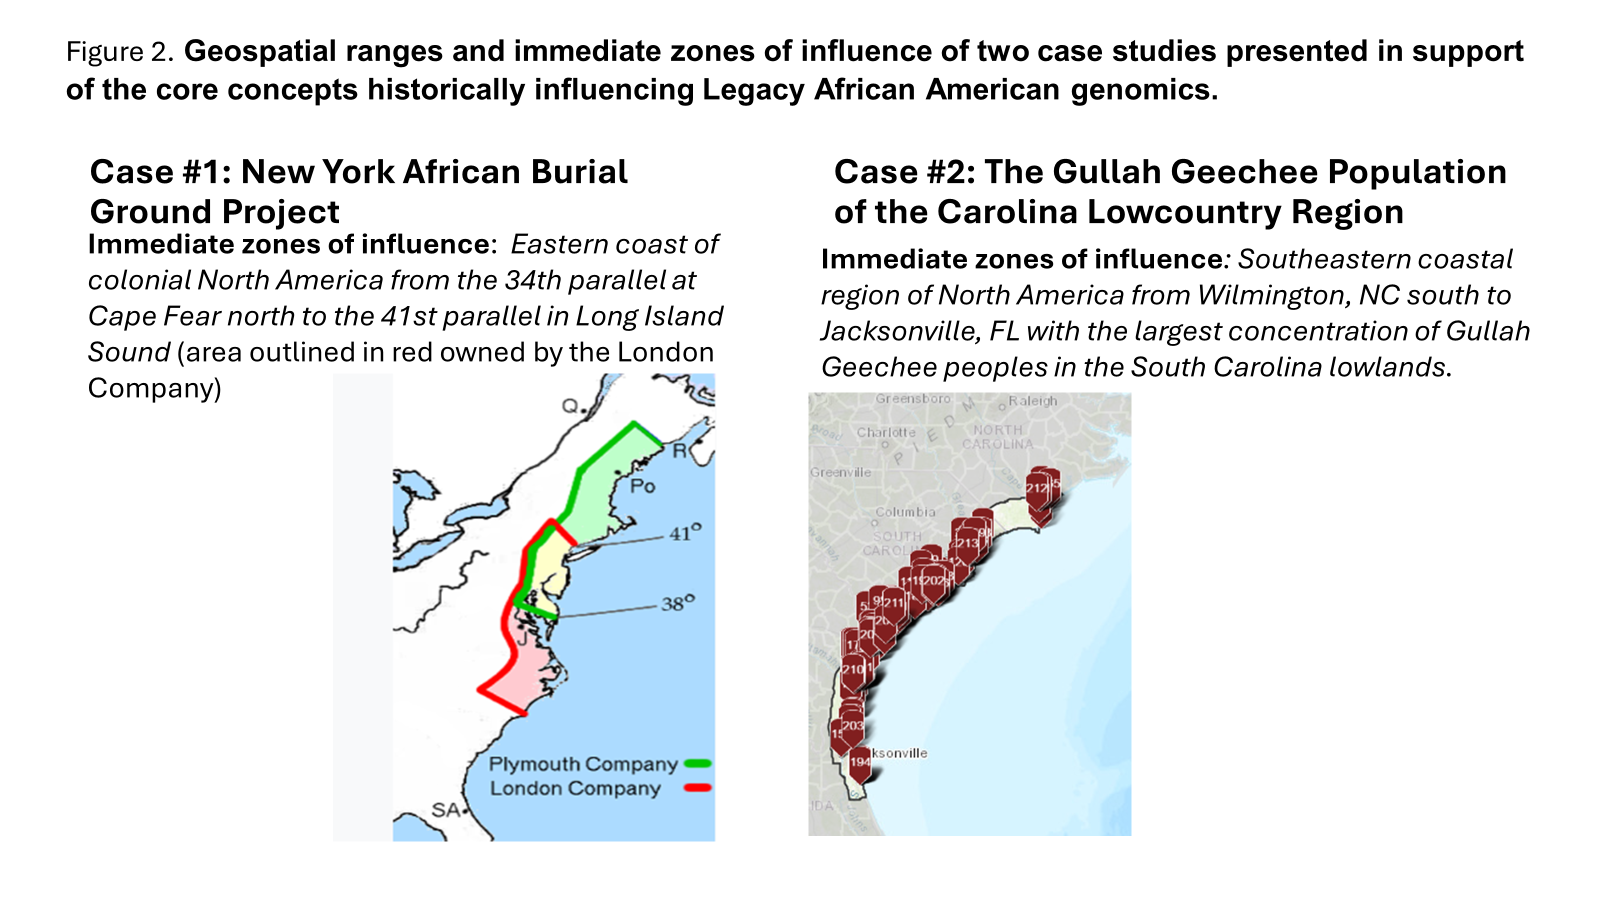 Figure 2. Geospatial ranges and immediate zones of influence of two case studies presented in support
of the core concepts historically influencing Legacy African American genomics.
Case #1: New York African Burial
Ground Project
Immediate zones of influence: Eastern coast of
colonial North America from the 34th parallel at
Cape Fear north to the 41st parallel in Long Island
Sound (area outlined in red owned by the London
Company)
Q.
R
Po
41°
38°
J
Plymouth Company
London Company
SA
Case #2: The Gullah Geechee Population
of the Carolina Lowcountry Region
Immediate zones of influence: Southeastern coastal
region of North America from Wilmington, NC south to
Jacksonville, FL with the largest concentration of Gullah
Geechee peoples in the South Carolina lowlands.
Greensboro
Raleigh
PIEDM
Charlotte
NORTH
CAROLINA
Greenville
Columbia
SOUTH
CAROL
212
213
202
211
20
210
203
194
ksonville
IDA